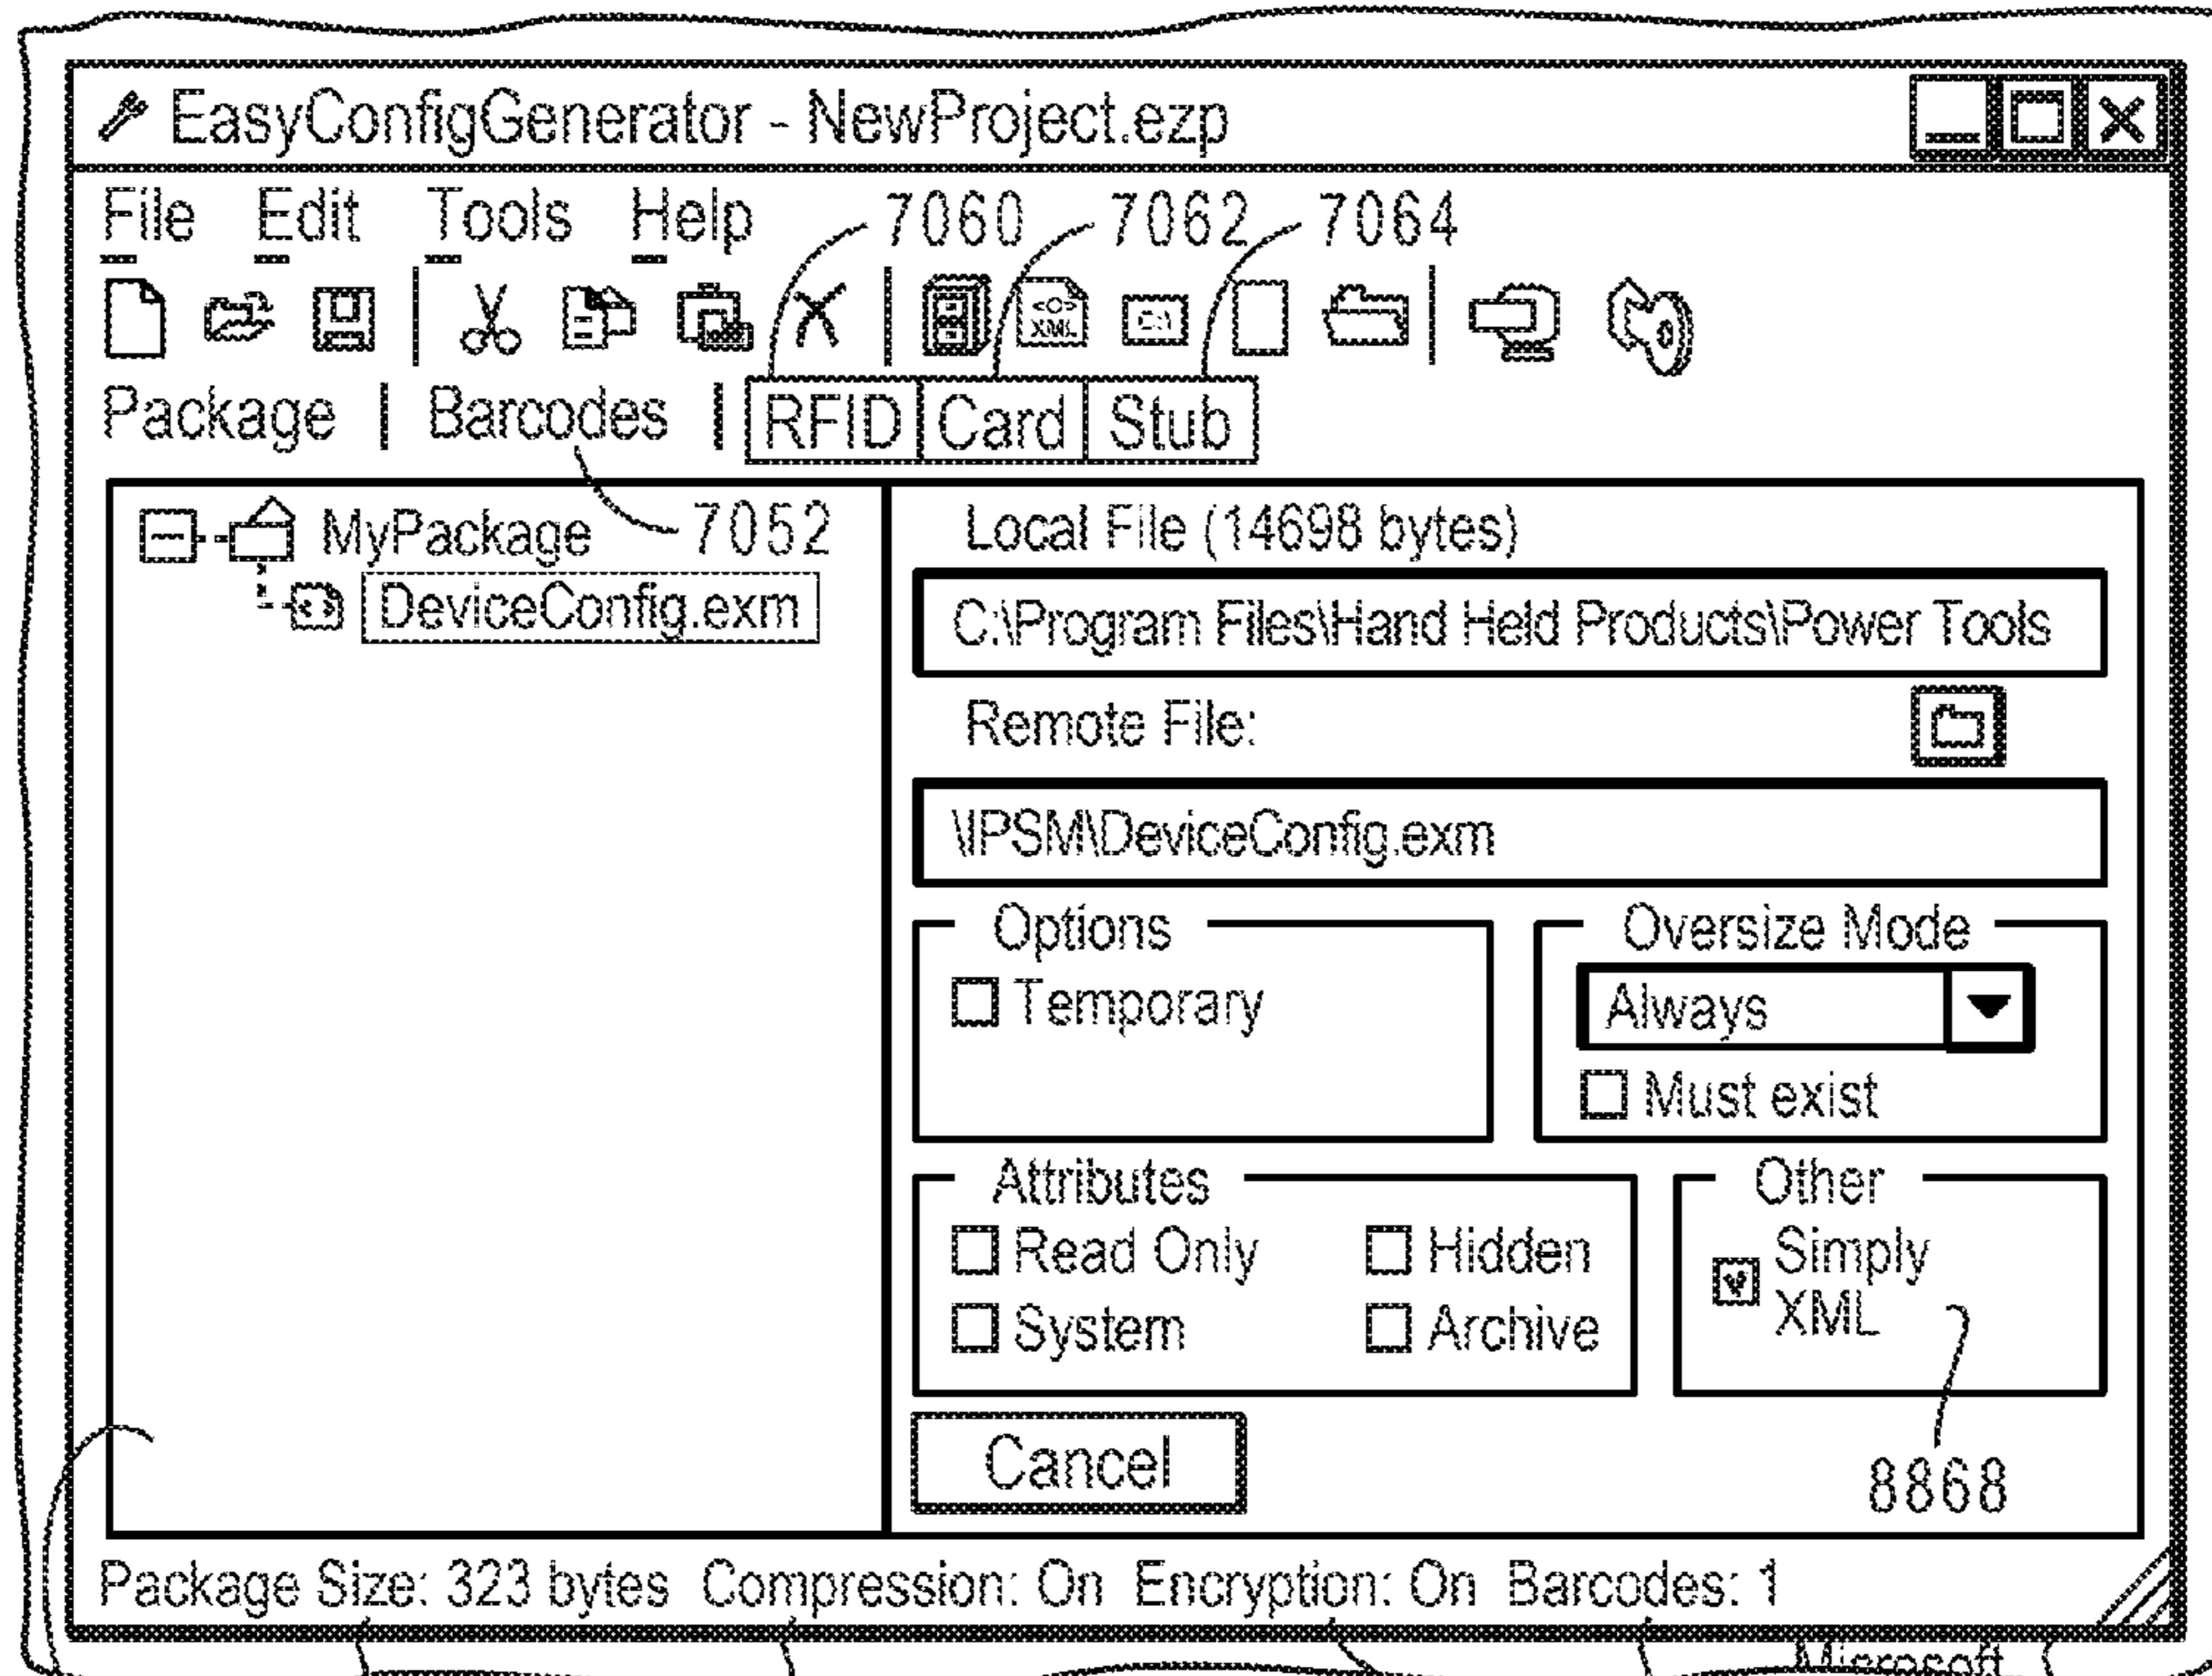 EasyConfigGenerator - NewProject.ezp
File Edit Tools Help 7060 7062 7064
<O> XML C:\
Package | Barcodes | RFID Card Stub
MyPackage 7052
DeviceConfig.exm
Local File (14698 bytes)
C:\Program Files\Hand Held Products\Power Tools
Remote File:
\IPSM\DeviceConfig.exm
Options
Temporary
Oversize Mode
Always
Must exist
Attributes
Read Only Hidden
System Archive
Other
Simply
XML
Cancel
8868
Package Size: 323 bytes Compression: On Encryption: On Barcodes: 1
Microsoft